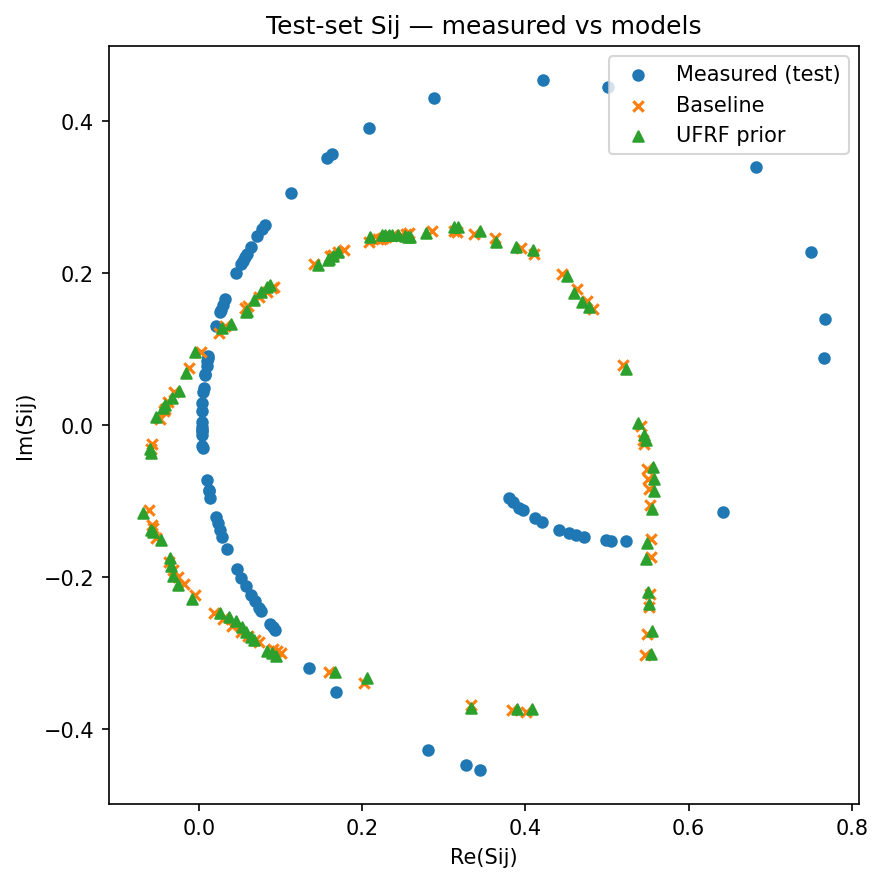 Test-set Sij — measured vs models
Measured (test)
Baseline
UFRF prior
0.4
0.2
0.0
−0.2
−0.4
Im(Sij)
0.0 0.2 0.4 0.6 0.8
Re(Sij)